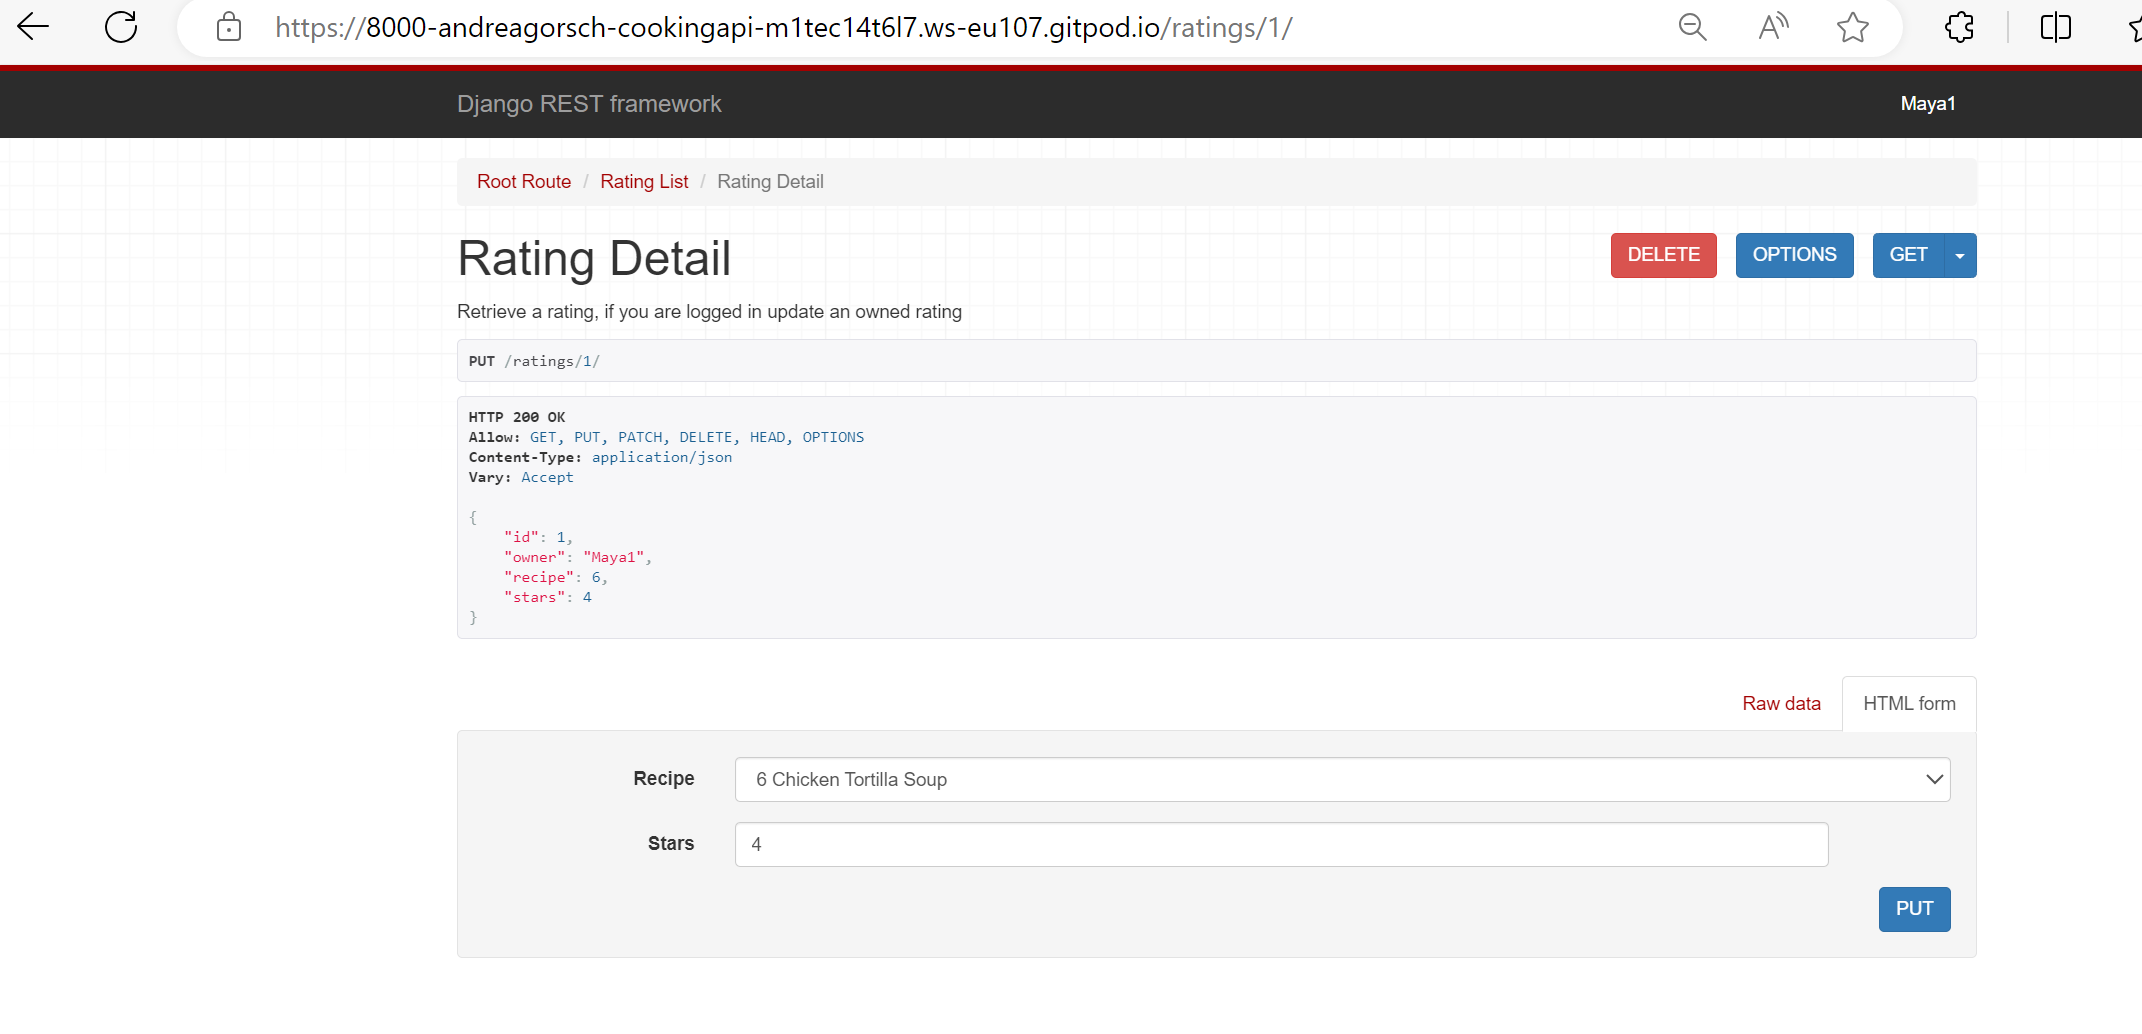 https://8000-andreagorsch-cookingapi-m1tec14t6l7.ws-eu107.gitpod.io/ratings/1/
Django REST framework
Maya1
Root Route / Rating List / Rating Detail
Rating Detail
DELETE
OPTIONS
GET
Retrieve a rating, if you are logged in update an owned rating
PUT /ratings/1/
HTTP 200 OK
Allow: GET, PUT, PATCH, DELETE, HEAD, OPTIONS
Content-Type: application/json
Vary: Accept
{
"id": 1,
"owner": "Maya1",
"recipe": 6,
"stars": 4
}
Raw data
HTML form
Recipe
6 Chicken Tortilla Soup
Stars
4
PUT